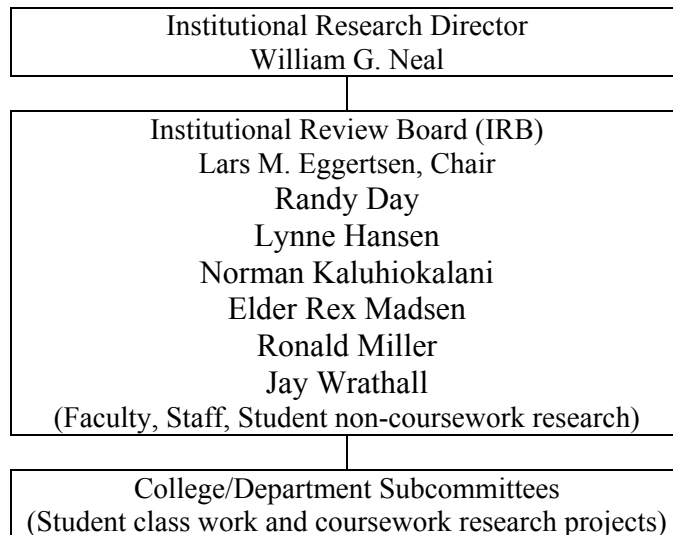 Institutional Research Director
William G. Neal
Institutional Review Board (IRB)
Lars M. Eggertsen, Chair
Randy Day
Lynne Hansen
Norman Kaluhiokalani
Elder Rex Madsen
Ronald Miller
Jay Wrathall
(Faculty, Staff, Student non-coursework research)
College/Department Subcommittees
(Student class work and coursework research projects)